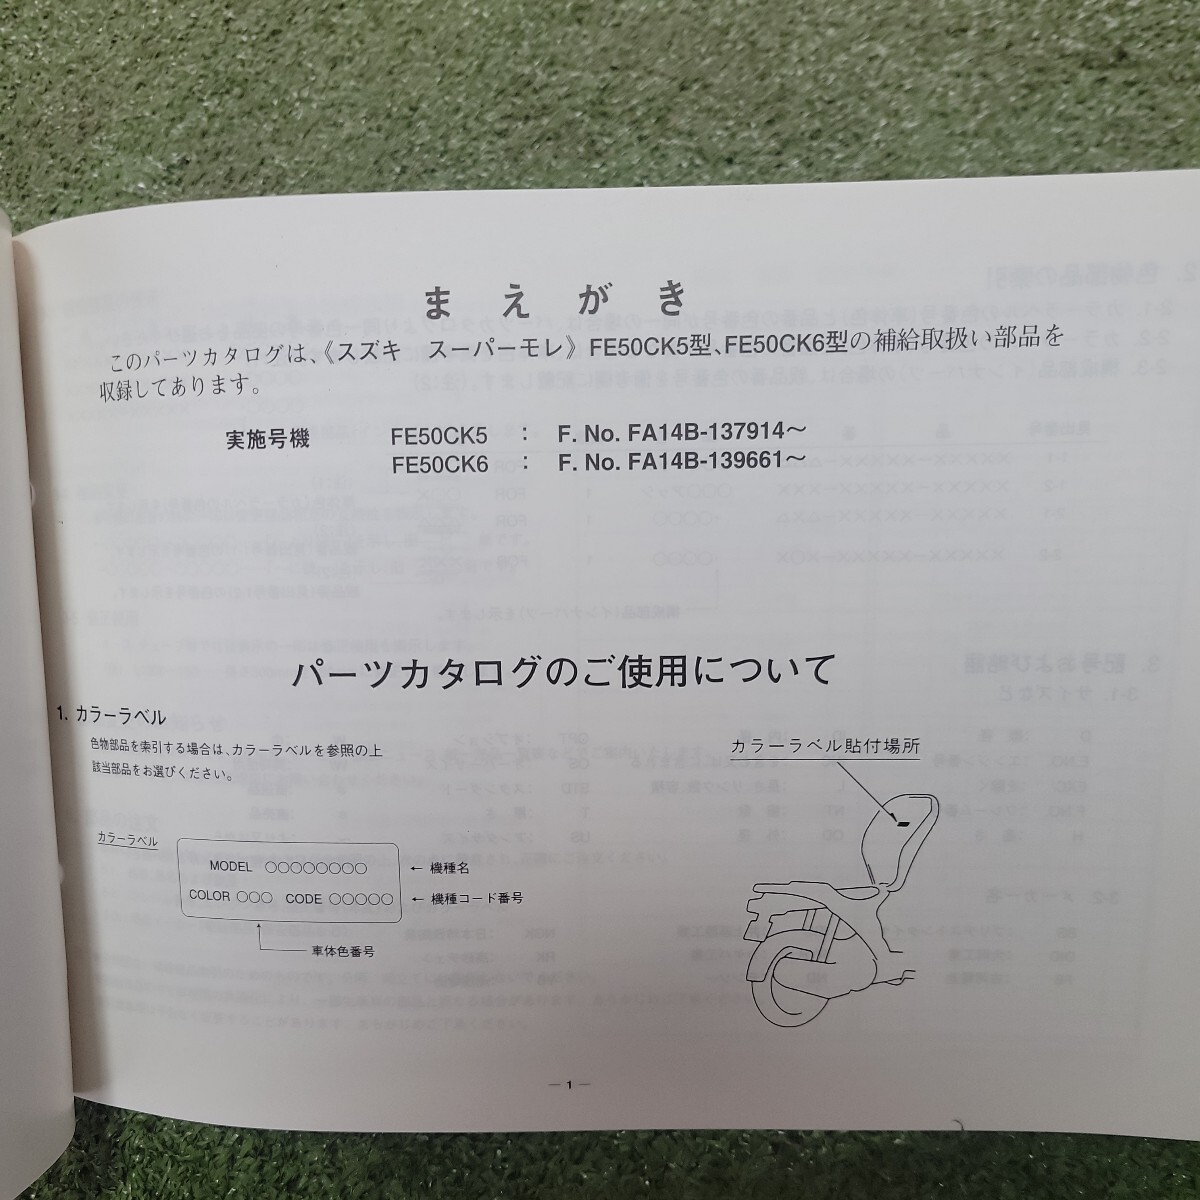 まえがき
このパーツカタログは、《スズキ　スーパーモレ》FE50CK5型、FE50CK6型の補給取扱い部品を
収録してあります。
実施号機　FE50CK5 : F. No. FA14B-137914～
FE50CK6 : F. No. FA14B-139661～
パーツカタログのご使用について
1. カラーラベル
色物部品を索引する場合は、カラーラベルを参照の上
該当部品をお選びください。
カラーラベル貼付場所
カラーラベル
MODEL ○○○○○○○○ ← 機種名
COLOR ○○○ CODE ○○○○○ ← 機種コード番号
車体色番号
— 1 —